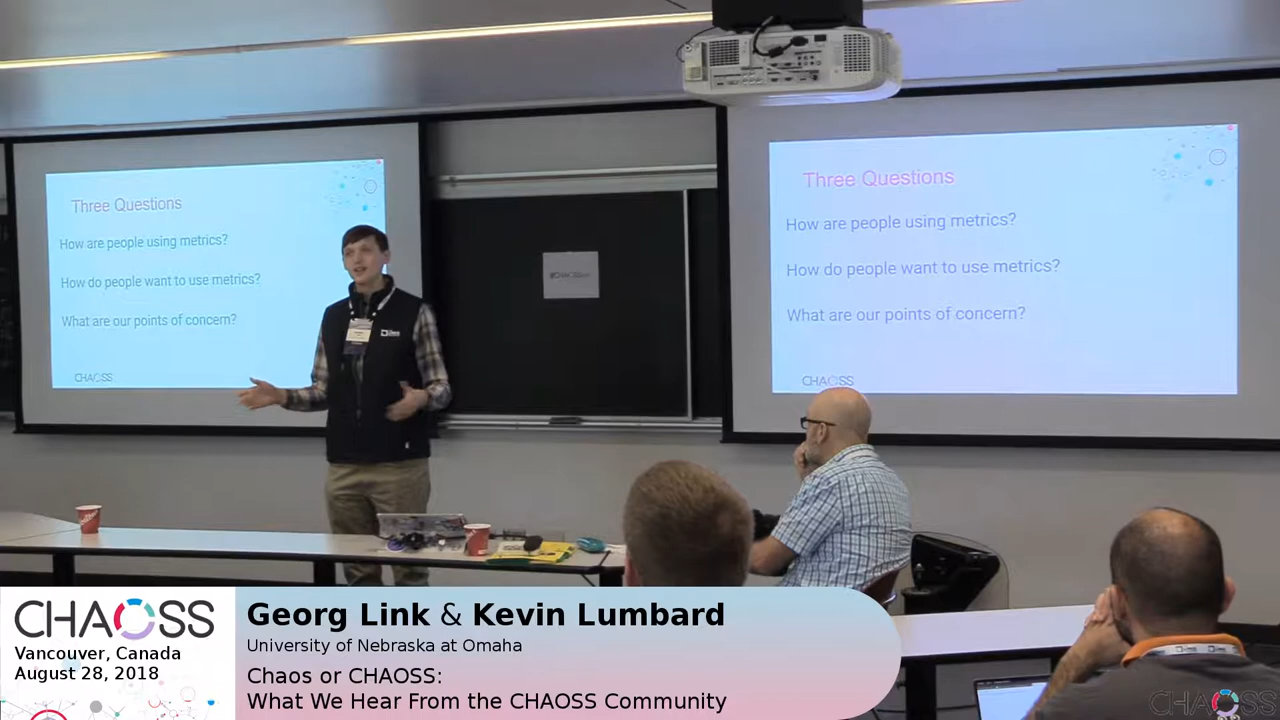 Three Questions
How are people using metrics?
How do people want to use metrics?
What are our points of concern?
CHAOSS
Three Questions
How are people using metrics?
How do people want to use metrics?
What are our points of concern?
CHAOSS
CHAOSS
Vancouver, Canada
August 28, 2018
Georg Link & Kevin Lumbard
University of Nebraska at Omaha
Chaos or CHAOSS:
What We Hear From the CHAOSS Community
CHAOSS